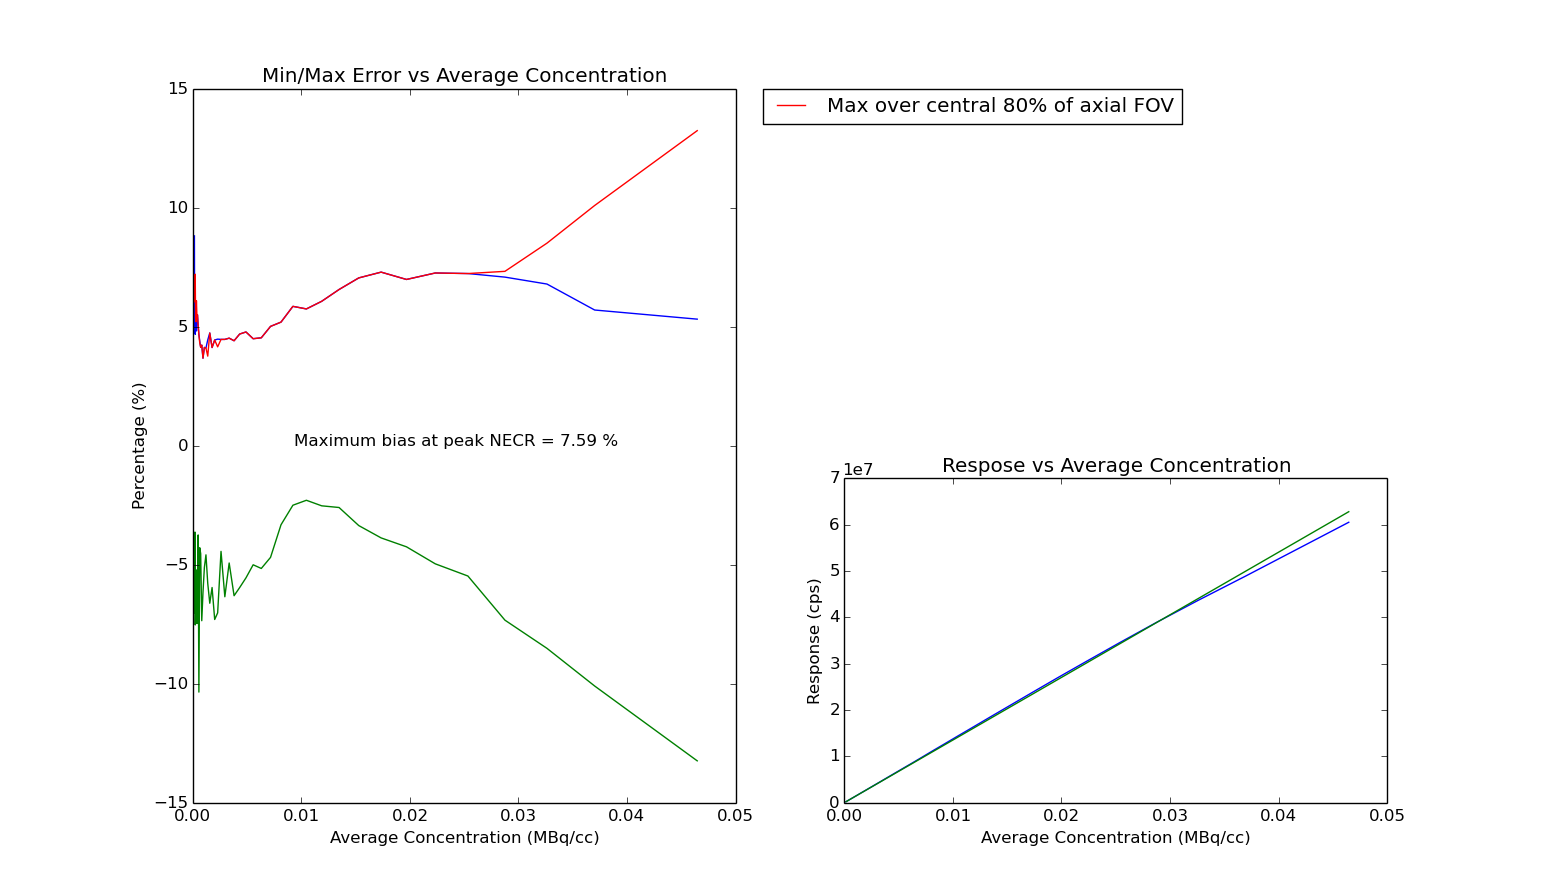 Min/Max Error vs Average Concentration
15
10
5
0
−5
−10
−15
Percentage (%)
Maximum bias at peak NECR = 7.59 %
0.00 0.01 0.02 0.03 0.04 0.05
Average Concentration (MBq/cc)
Max over central 80% of axial FOV
Respose vs Average Concentration
1e7
7
6
5
4
3
2
1
0
Response (cps)
0.00 0.01 0.02 0.03 0.04 0.05
Average Concentration (MBq/cc)